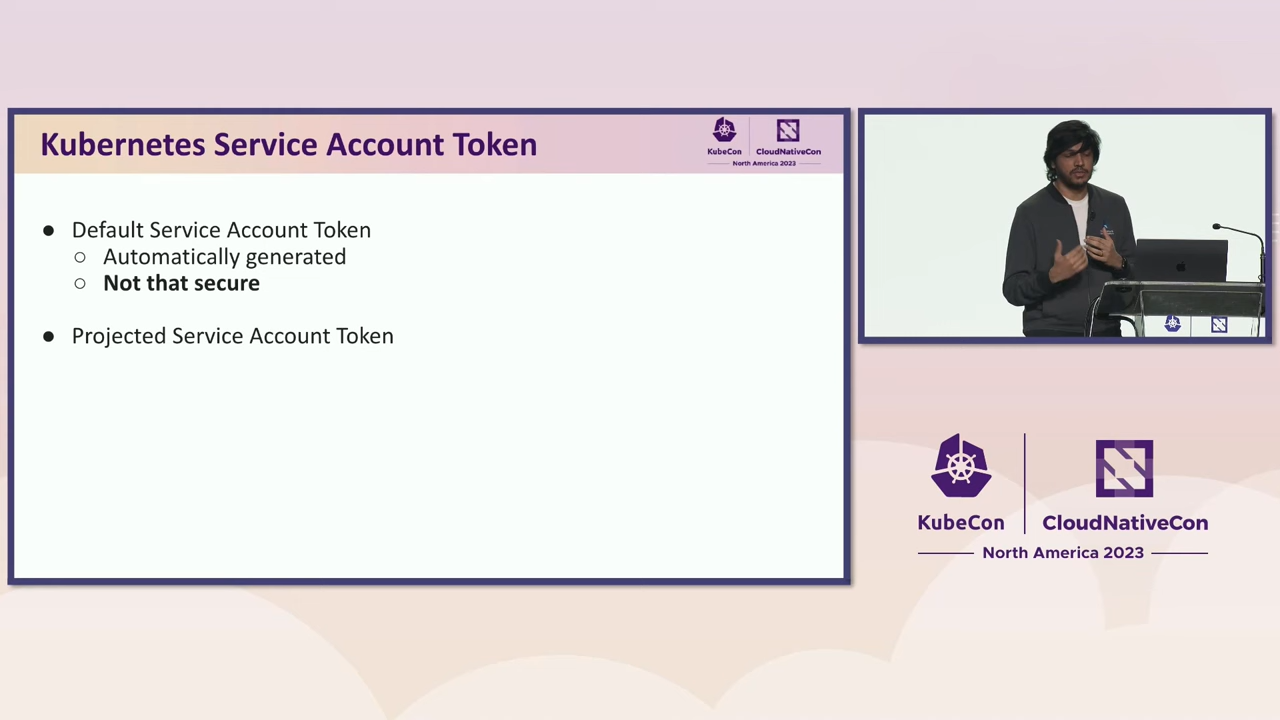 Kubernetes Service Account Token
KubeCon
CloudNativeCon
North America 2023
● Default Service Account Token
○ Automatically generated
○ Not that secure
● Projected Service Account Token
KubeCon
CloudNativeCon
North America 2023